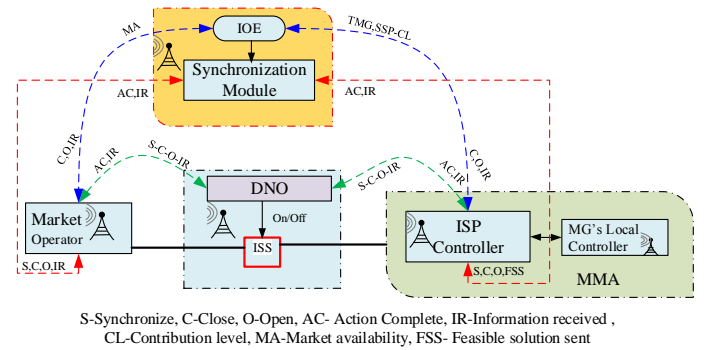 MA
IOE
TMG,SSP-CL
Synchronization
Module
AC,IR
AC,IR
C,O,IR
AC,IR
S-C-O-IR
S-C-O-IR
AC,IR
C,O,IR
DNO
Market
Operator
On/Off
ISS
ISP
Controller
MG's Local
Controller
S,C,O,IR
S,C,O,FSS
MMA
S-Synchronize, C-Close, O-Open, AC- Action Complete, IR-Information received ,
CL-Contribution level, MA-Market availability, FSS- Feasible solution sent